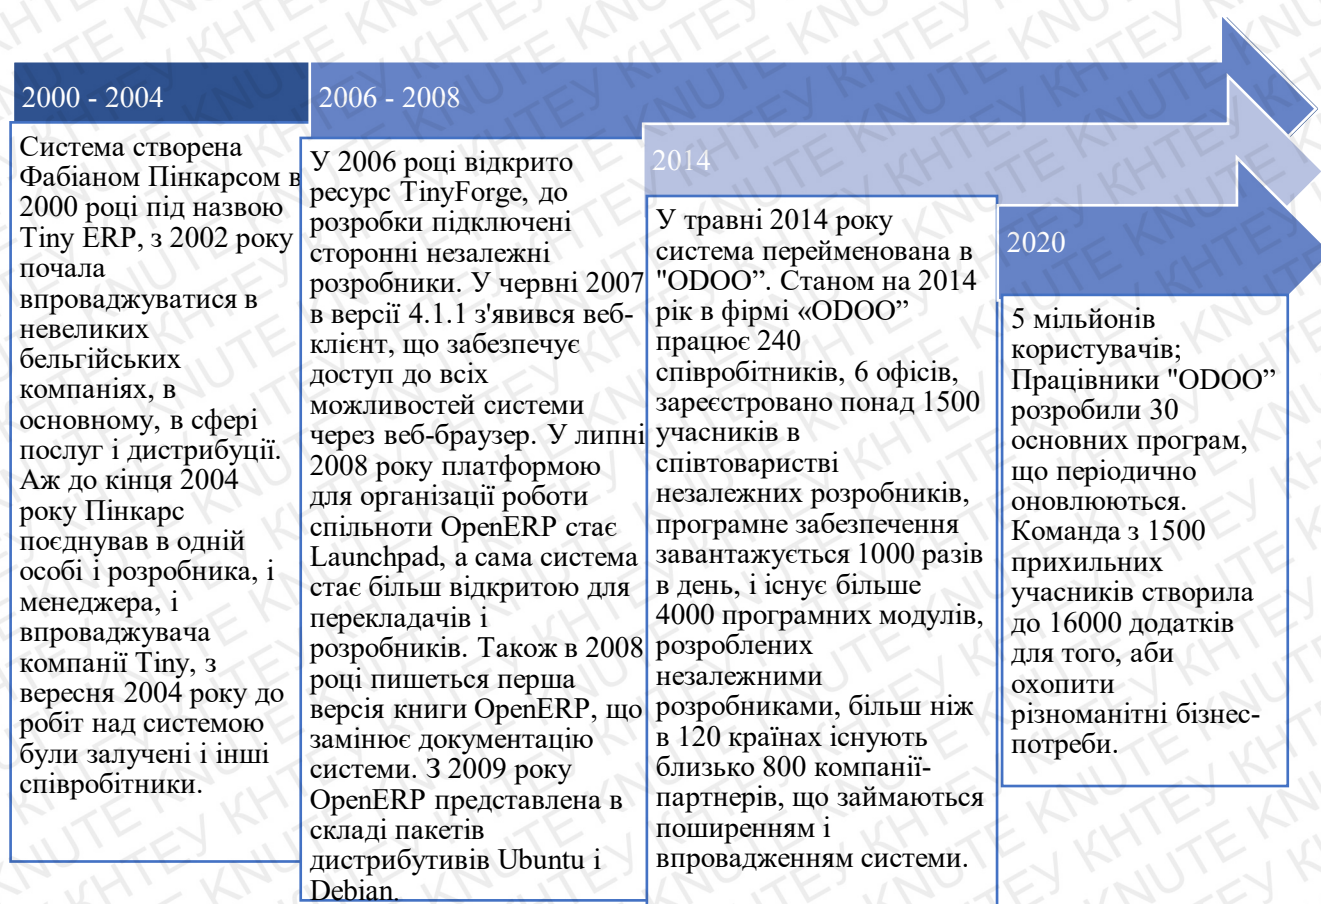 2000 - 2004
Система створена
Фабіаном Пінкарсом в
2000 році під назвою
Tiny ERP, з 2002 року
почала
впроваджуватися в
невеликих
бельгійських
компаніях, в
основному, в сфері
послуг і дистрибуції.
Аж до кінця 2004
року Пінкарс
поєднував в одній
особі і розробника, і
менеджера, і
впроваджувача
компанії Tiny, з
вересня 2004 року до
робіт над системою
були залучені і інші
співробітники.
2006 - 2008
У 2006 році відкрито
ресурс TinyForge, до
розробки підключені
сторонні незалежні
розробники. У червні 2007
в версії 4.1.1 з'явився веб-
клієнт, що забезпечує
доступ до всіх
можливостей системи
через веб-браузер. У липні
2008 року платформою
для організації роботи
спільноти OpenERP стає
Launchpad, а сама система
стає більш відкритою для
перекладачів і
розробників. Також в 2008
році пишеться перша
версія книги OpenERP, що
замінює документацію
системи. З 2009 року
OpenERP представлена в
складі пакетів
дистрибутивів Ubuntu і
Debian.
2014
У травні 2014 року
система перейменована в
"ODOO”. Станом на 2014
рік в фірмі «ODOO”
працює 240
співробітників, 6 офісів,
зареєстровано понад 1500
учасників в
співтоваристві
незалежних розробників,
програмне забезпечення
завантажується 1000 разів
в день, і існує більше
4000 програмних модулів,
розроблених
незалежними
розробниками, більш ніж
в 120 країнах існують
близько 800 компанії-
партнерів, що займаються
поширенням і
впровадженням системи.
2020
5 мільйонів
користувачів;
Працівники "ODOO”
розробили 30
основних програм,
що періодично
оновлюються.
Команда з 1500
прихильних
учасників створила
до 16000 додатків
для того, аби
охопити
різноманітні бізнес-
потреби.